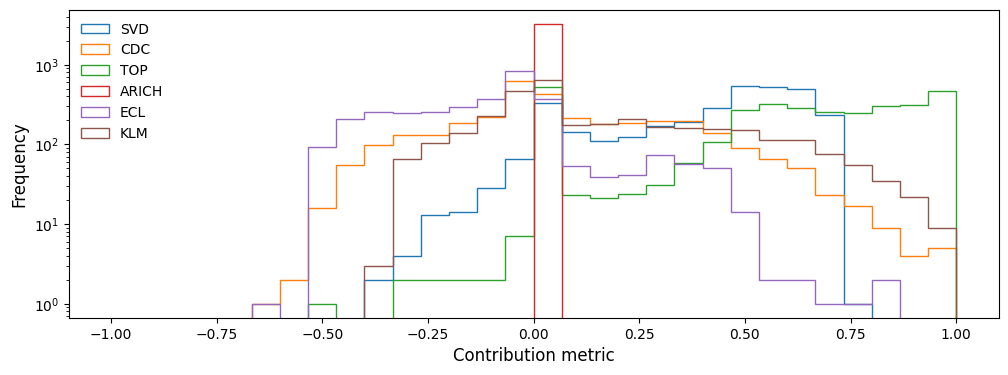 SVD
CDC
TOP
ARICH
ECL
KLM
Frequency
10³
10²
10¹
10⁰
−1.00 −0.75 −0.50 −0.25 0.00 0.25 0.50 0.75 1.00
Contribution metric